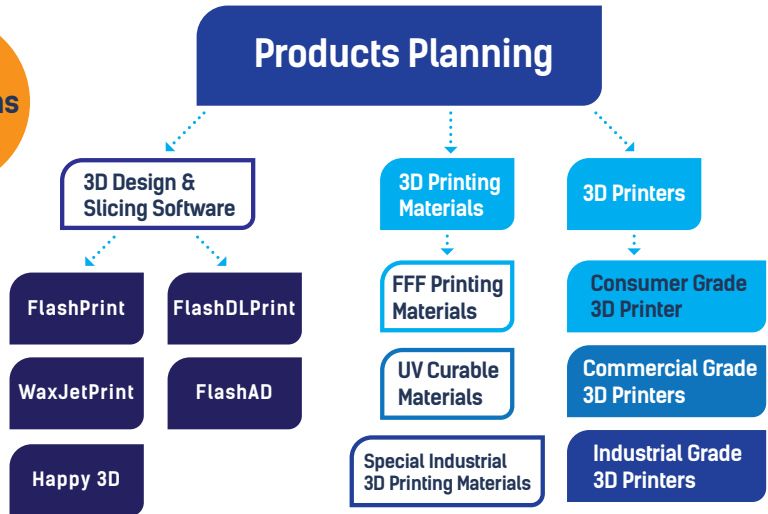 Products Planning
3D Design &
Slicing Software
FlashPrint
FlashDLPrint
WaxJetPrint
FlashAD
Happy 3D
3D Printing
Materials
FFF Printing
Materials
UV Curable
Materials
Special Industrial
3D Printing Materials
3D Printers
Consumer Grade
3D Printer
Commercial Grade
3D Printers
Industrial Grade
3D Printers